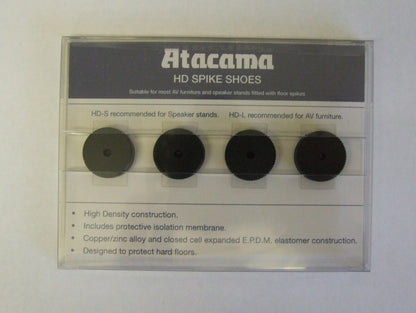 Atacama
HD SPIKE SHOES
Suitable for most AV furniture and speaker stands fitted with floor spikes
HD-S recommended for Speaker stands. HD-L recommended for AV furniture.
• High Density construction.
• Includes protective isolation membrane.
• Copper/zinc alloy and closed cell expanded E.P.D.M. elastomer construction.
• Designed to protect hard floors.